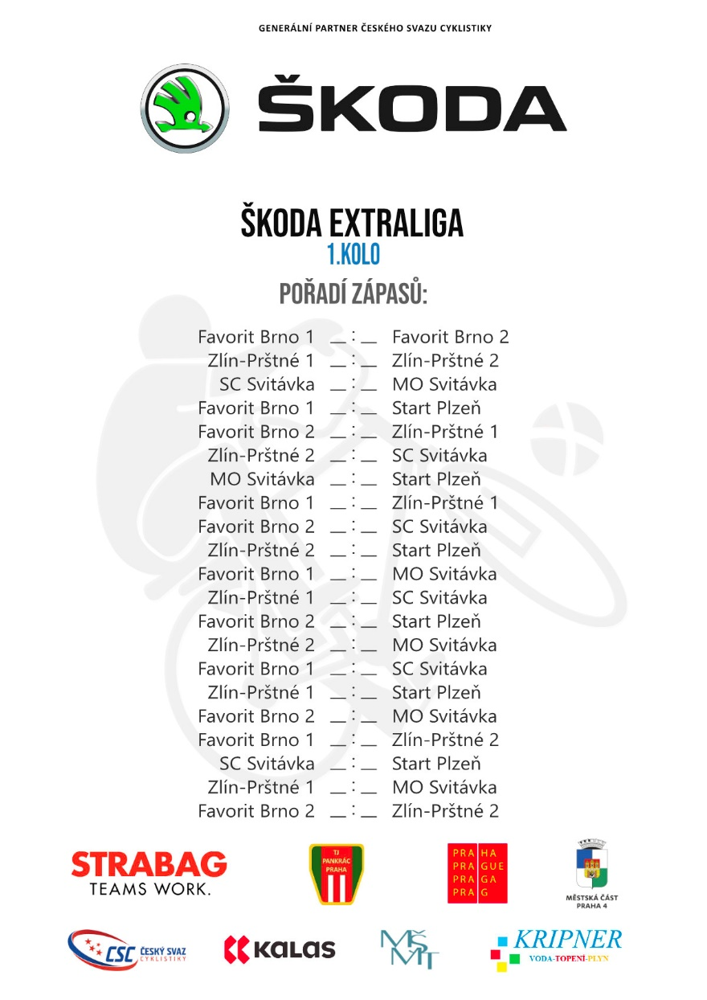 GENERÁLNÍ PARTNER ČESKÉHO SVAZU CYKLISTIKY
ŠKODA
ŠKODA EXTRALIGA
1.KOLO
POŘADÍ ZÁPASŮ:
Favorit Brno 1 __:__ Favorit Brno 2
Zlín-Prštné 1 __:__ Zlín-Prštné 2
SC Svitávka __:__ MO Svitávka
Favorit Brno 1 __:__ Start Plzeň
Favorit Brno 2 __:__ Zlín-Prštné 1
Zlín-Prštné 2 __:__ SC Svitávka
MO Svitávka __:__ Start Plzeň
Favorit Brno 1 __:__ Zlín-Prštné 1
Favorit Brno 2 __:__ SC Svitávka
Zlín-Prštné 2 __:__ Start Plzeň
Favorit Brno 1 __:__ MO Svitávka
Zlín-Prštné 1 __:__ SC Svitávka
Favorit Brno 2 __:__ Start Plzeň
Zlín-Prštné 2 __:__ MO Svitávka
Favorit Brno 1 __:__ SC Svitávka
Zlín-Prštné 1 __:__ Start Plzeň
Favorit Brno 2 __:__ MO Svitávka
Favorit Brno 1 __:__ Zlín-Prštné 2
SC Svitávka __:__ Start Plzeň
Zlín-Prštné 1 __:__ MO Svitávka
Favorit Brno 2 __:__ Zlín-Prštné 2
STRABAG
TEAMS WORK.
TJ
PANKRÁC
PRAHA
PRA HA
PRA GUE
PRA GA
PRA G
MĚSTSKÁ ČÁST
PRAHA 4
CSC ČESKÝ SVAZ
CYKLISTIKY
KALAS
MŠ
MT
KRIPNER
VODA-TOPENÍ-PLYN